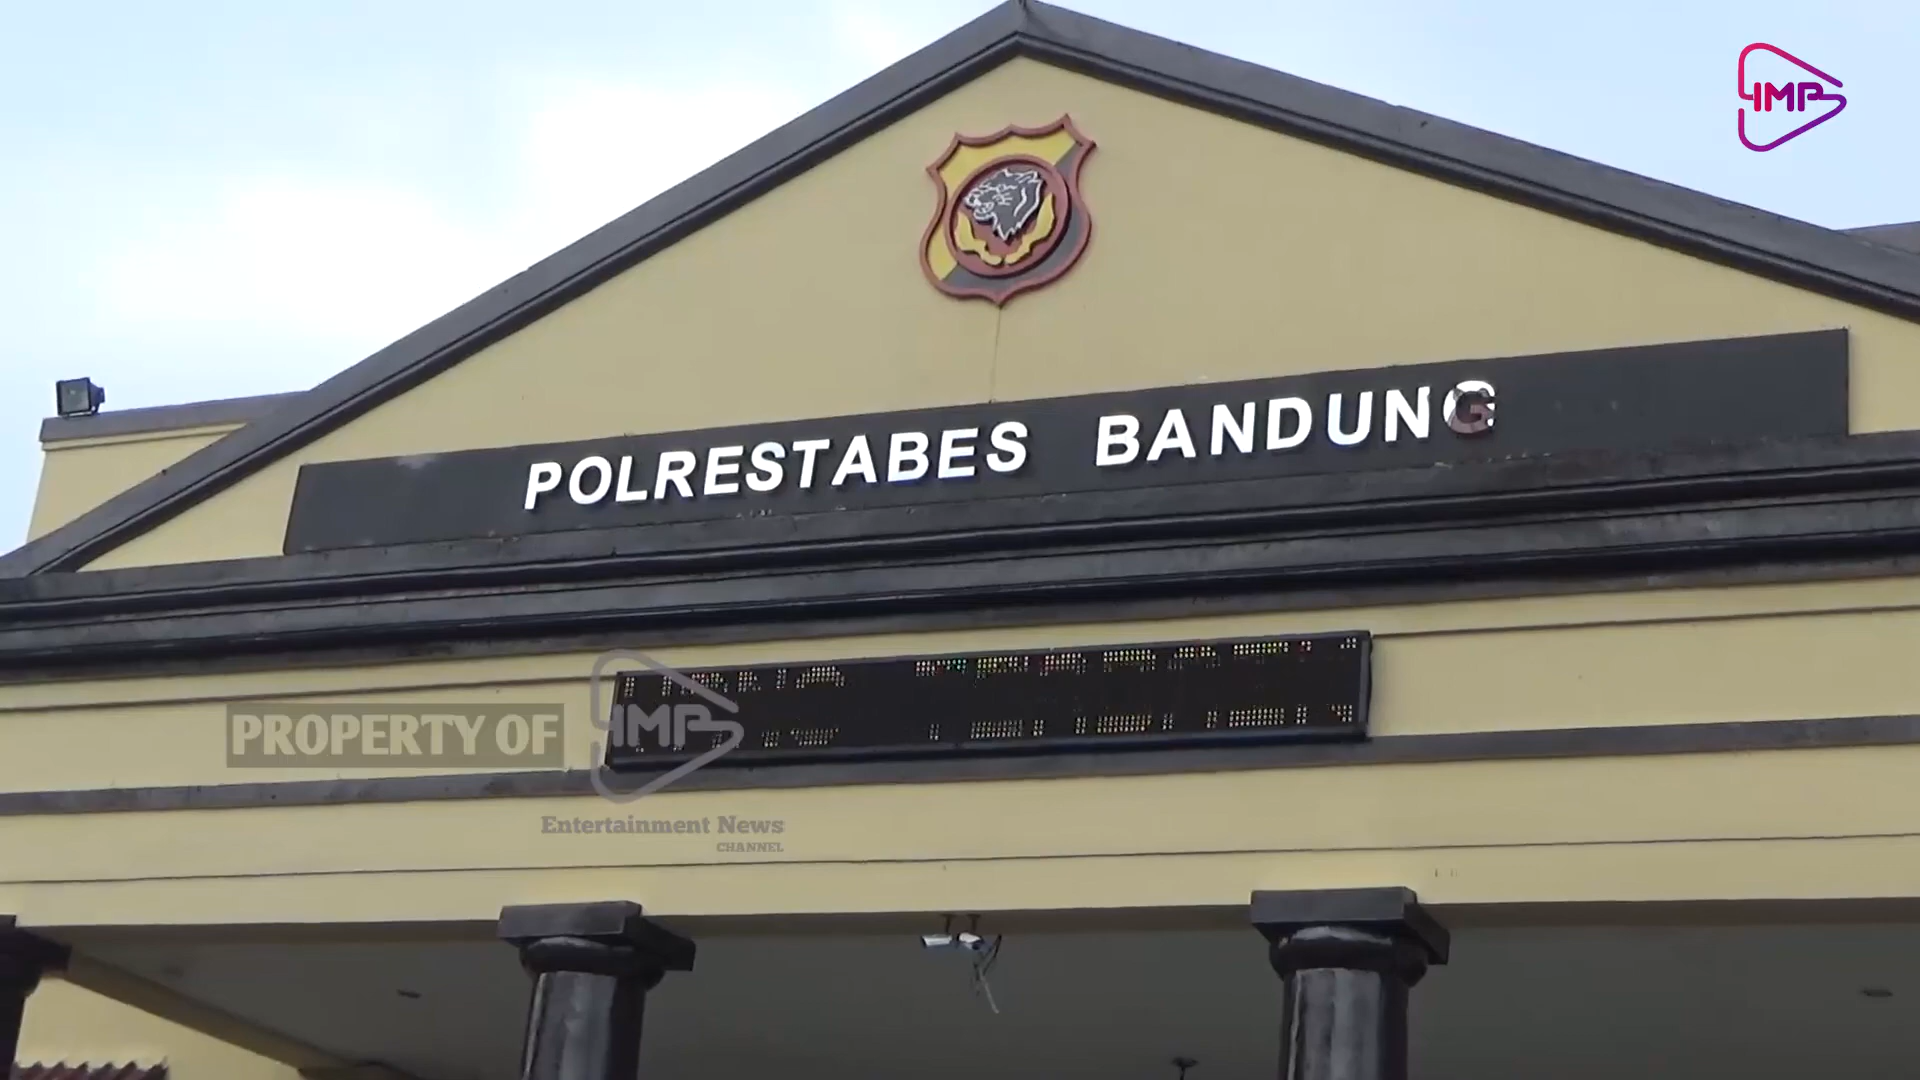 IMP
POLRESTABES BANDUNG
PROPERTY OF IMP
Entertainment News
CHANNEL